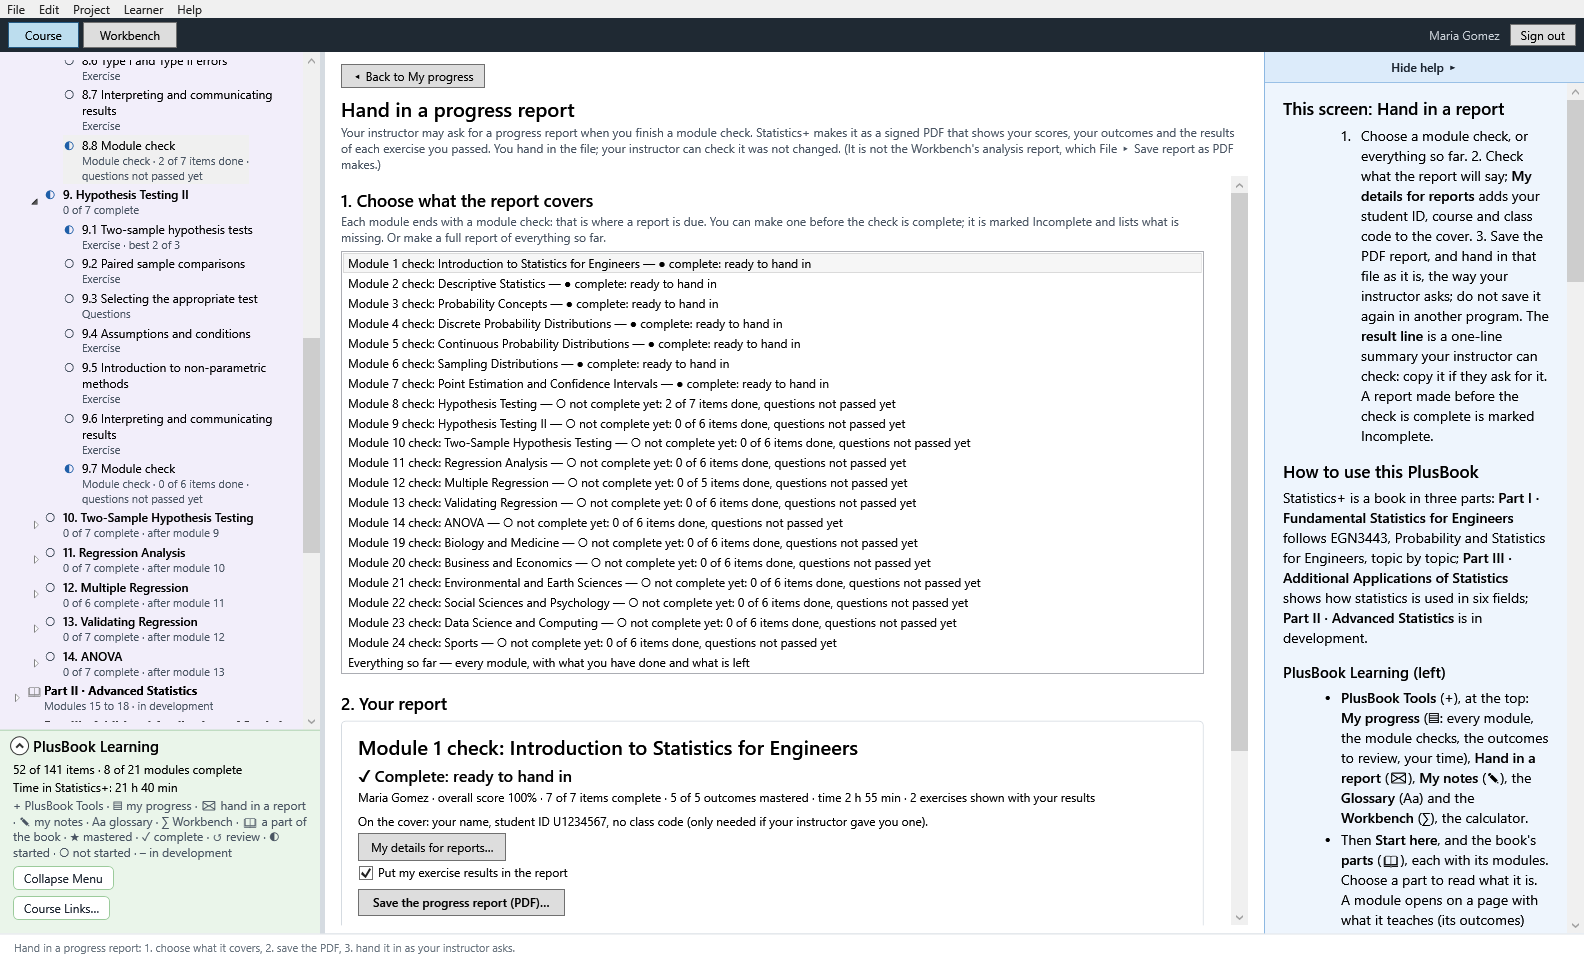 File Edit Project Learner Help
Course
Workbench
Maria Gomez
Sign out
8.6 Type I and Type II errors
Exercise
8.7 Interpreting and communicating
results
Exercise
8.8 Module check
Module check · 2 of 7 items done ·
questions not passed yet
9. Hypothesis Testing II
0 of 7 complete
9.1 Two-sample hypothesis tests
Exercise · best 2 of 3
9.2 Paired sample comparisons
Exercise
9.3 Selecting the appropriate test
Questions
9.4 Assumptions and conditions
Exercise
9.5 Introduction to non-parametric
methods
Exercise
9.6 Interpreting and communicating
results
Exercise
9.7 Module check
Module check · 0 of 6 items done ·
questions not passed yet
10. Two-Sample Hypothesis Testing
0 of 7 complete · after module 9
11. Regression Analysis
0 of 7 complete · after module 10
12. Multiple Regression
0 of 6 complete · after module 11
13. Validating Regression
0 of 7 complete · after module 12
14. ANOVA
0 of 7 complete · after module 13
Part II · Advanced Statistics
Modules 15 to 18 · in development
PlusBook Learning
52 of 141 items · 8 of 21 modules complete
Time in Statistics+: 21 h 40 min
+ PlusBook Tools · ▤ my progress · ✉ hand in a report
· ✎ my notes · Aa glossary · ∑ Workbench · 🕮 a part of
the book · ★ mastered · ✓ complete · ↺ review · ◐
started · ○ not started · – in development
Collapse Menu
Course Links...
◂ Back to My progress
Hand in a progress report
Your instructor may ask for a progress report when you finish a module check. Statistics+ makes it as a signed PDF that shows your scores, your outcomes and the results
of each exercise you passed. You hand in the file; your instructor can check it was not changed. (It is not the Workbench's analysis report, which File ▸ Save report as PDF
makes.)
1. Choose what the report covers
Each module ends with a module check: that is where a report is due. You can make one before the check is complete; it is marked Incomplete and lists what is
missing. Or make a full report of everything so far.
Module 1 check: Introduction to Statistics for Engineers — ● complete: ready to hand in
Module 2 check: Descriptive Statistics — ● complete: ready to hand in
Module 3 check: Probability Concepts — ● complete: ready to hand in
Module 4 check: Discrete Probability Distributions — ● complete: ready to hand in
Module 5 check: Continuous Probability Distributions — ● complete: ready to hand in
Module 6 check: Sampling Distributions — ● complete: ready to hand in
Module 7 check: Point Estimation and Confidence Intervals — ● complete: ready to hand in
Module 8 check: Hypothesis Testing — ○ not complete yet: 2 of 7 items done, questions not passed yet
Module 9 check: Hypothesis Testing II — ○ not complete yet: 0 of 6 items done, questions not passed yet
Module 10 check: Two-Sample Hypothesis Testing — ○ not complete yet: 0 of 6 items done, questions not passed yet
Module 11 check: Regression Analysis — ○ not complete yet: 0 of 6 items done, questions not passed yet
Module 12 check: Multiple Regression — ○ not complete yet: 0 of 5 items done, questions not passed yet
Module 13 check: Validating Regression — ○ not complete yet: 0 of 6 items done, questions not passed yet
Module 14 check: ANOVA — ○ not complete yet: 0 of 6 items done, questions not passed yet
Module 19 check: Biology and Medicine — ○ not complete yet: 0 of 6 items done, questions not passed yet
Module 20 check: Business and Economics — ○ not complete yet: 0 of 6 items done, questions not passed yet
Module 21 check: Environmental and Earth Sciences — ○ not complete yet: 0 of 6 items done, questions not passed yet
Module 22 check: Social Sciences and Psychology — ○ not complete yet: 0 of 6 items done, questions not passed yet
Module 23 check: Data Science and Computing — ○ not complete yet: 0 of 6 items done, questions not passed yet
Module 24 check: Sports — ○ not complete yet: 0 of 6 items done, questions not passed yet
Everything so far — every module, with what you have done and what is left
2. Your report
Module 1 check: Introduction to Statistics for Engineers
✓ Complete: ready to hand in
Maria Gomez · overall score 100% · 7 of 7 items complete · 5 of 5 outcomes mastered · time 2 h 55 min · 2 exercises shown with your results
On the cover: your name, student ID U1234567, no class code (only needed if your instructor gave you one).
My details for reports...
Put my exercise results in the report
Save the progress report (PDF)...
Hide help ▸
This screen: Hand in a report
1. Choose a module check, or
everything so far. 2. Check
what the report will say; My
details for reports adds your
student ID, course and class
code to the cover. 3. Save the
PDF report, and hand in that
file as it is, the way your
instructor asks; do not save it
again in another program. The
result line is a one-line
summary your instructor can
check: copy it if they ask for it.
A report made before the
check is complete is marked
Incomplete.
How to use this PlusBook
Statistics+ is a book in three parts: Part I ·
Fundamental Statistics for Engineers
follows EGN3443, Probability and Statistics
for Engineers, topic by topic; Part III ·
Additional Applications of Statistics
shows how statistics is used in six fields;
Part II · Advanced Statistics is in
development.
PlusBook Learning (left)
• PlusBook Tools (+), at the top:
My progress (▤: every module,
the module checks, the outcomes
to review, your time), Hand in a
report (✉), My notes (✎), the
Glossary (Aa) and the
Workbench (∑), the calculator.
• Then Start here, and the book's
parts (🕮), each with its modules.
Choose a part to read what it is.
A module opens on a page with
what it teaches (its outcomes)
Hand in a progress report: 1. choose what it covers, 2. save the PDF, 3. hand it in as your instructor asks.